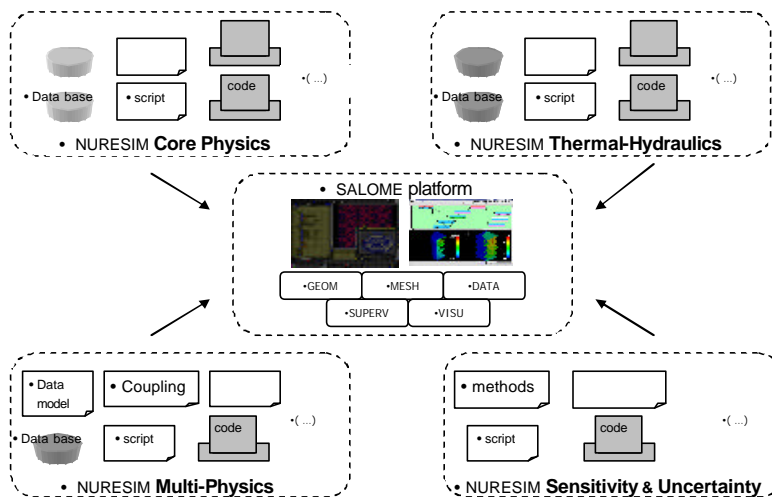 code
•( ...)
• Data base
• script
• NURESIM Core Physics
code
•( ...)
• Data base
• script
• NURESIM Thermal-Hydraulics
• SALOME platform
•GEOM
•MESH
•DATA
•SUPERV
•VISU
• Data
model
• Coupling
•( ...)
• Data base
• script
code
• NURESIM Multi-Physics
• methods
•( ...)
• script
code
• NURESIM Sensitivity & Uncertainty